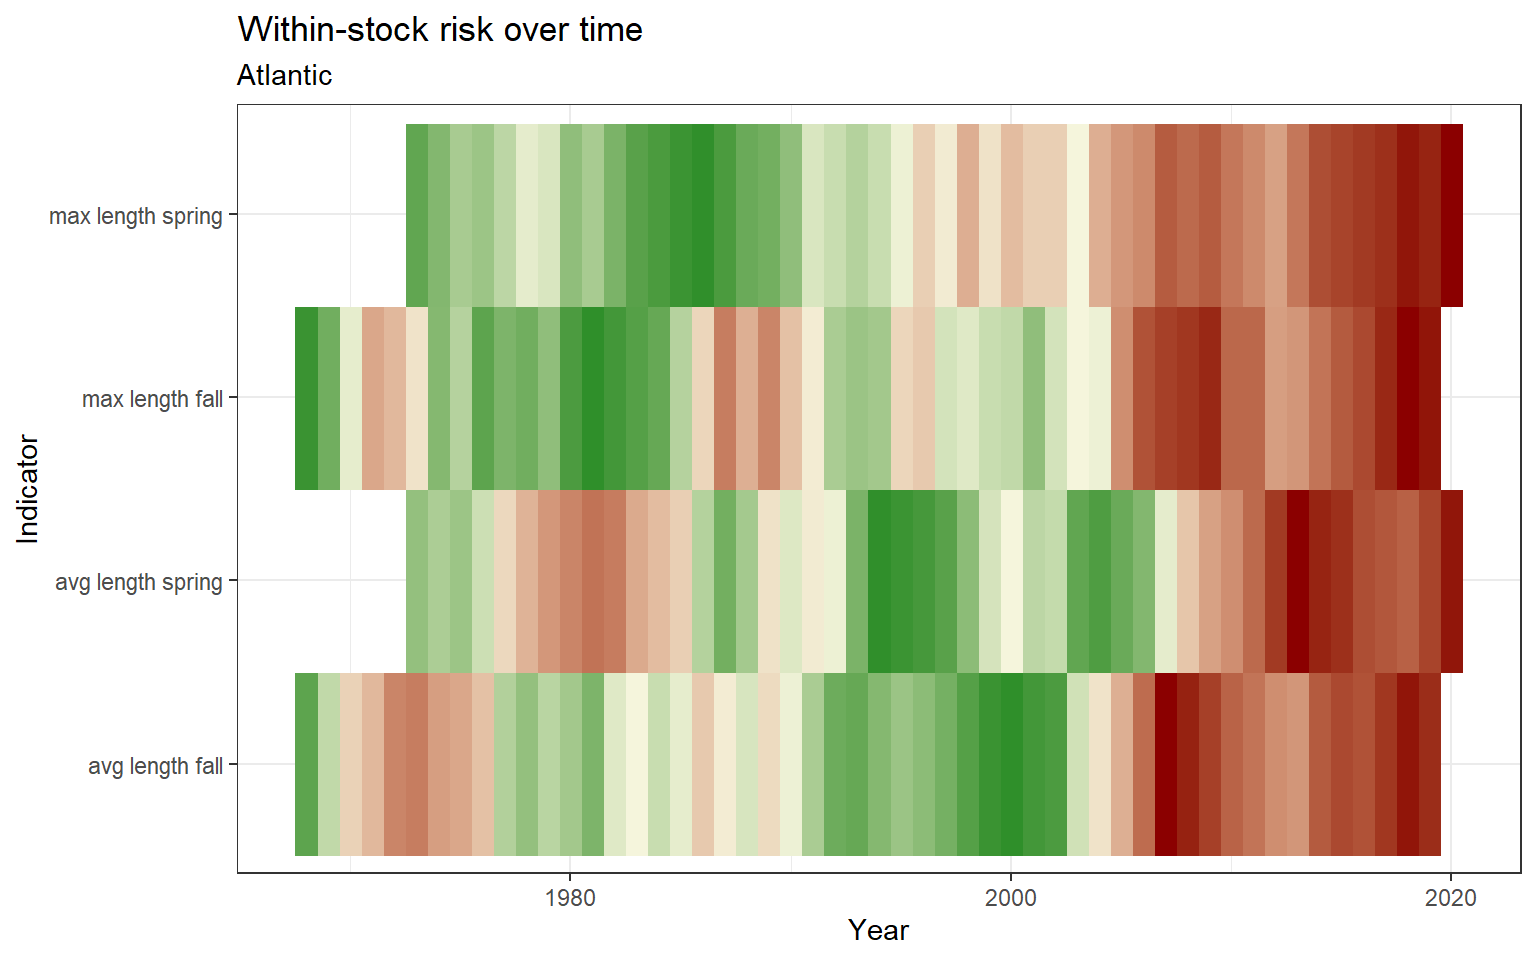 Within-stock risk over time
Atlantic
max length spring
max length fall
avg length spring
avg length fall
Indicator
1980
2000
2020
Year